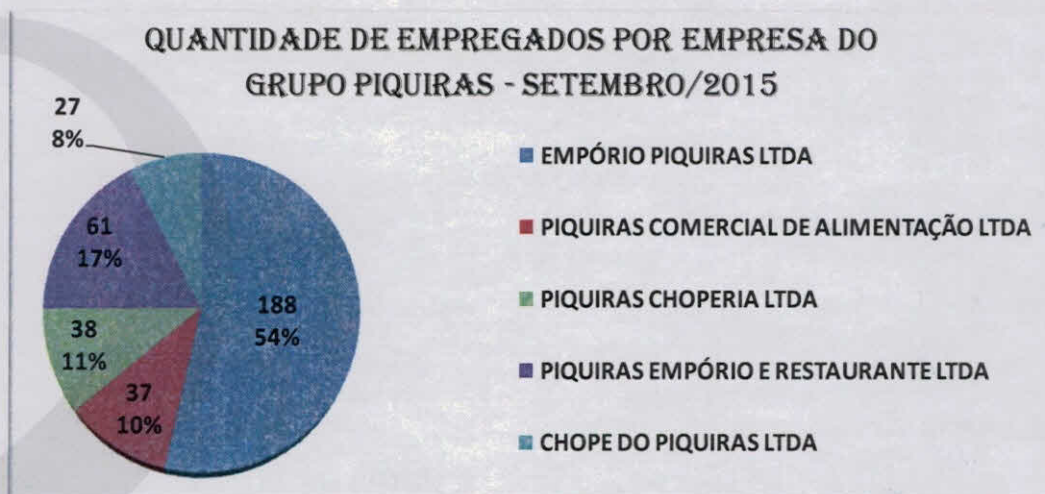 QUANTIDADE DE EMPREGADOS POR EMPRESA DO
GRUPO PIQUIRAS - SETEMBRO/2015
27
8%
61
17%
38
11%
37
10%
188
54%
EMPÓRIO PIQUIRAS LTDA
PIQUIRAS COMERCIAL DE ALIMENTAÇÃO LTDA
PIQUIRAS CHOPERIA LTDA
PIQUIRAS EMPÓRIO E RESTAURANTE LTDA
CHOPE DO PIQUIRAS LTDA